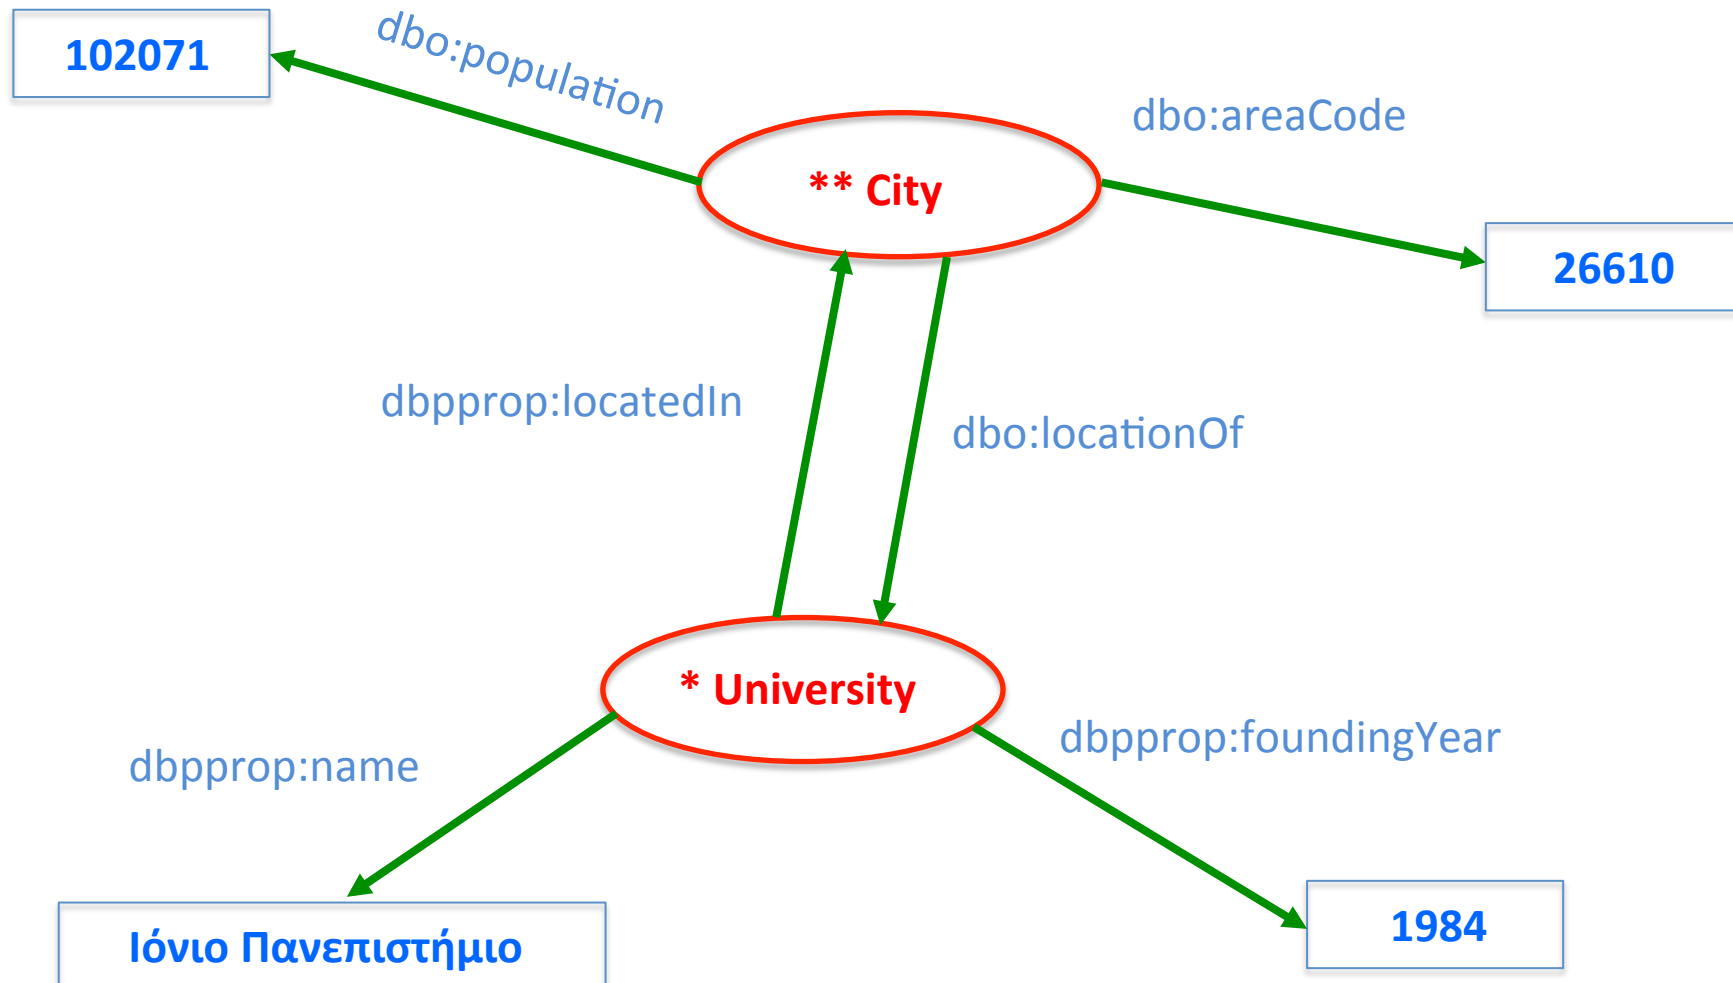 102071
dbo:population
dbo:areaCode
** City
26610
dbpprop:locatedIn
dbo:locationOf
* University
dbpprop:name
dbpprop:foundingYear
Ιόνιο Πανεπιστήμιο
1984